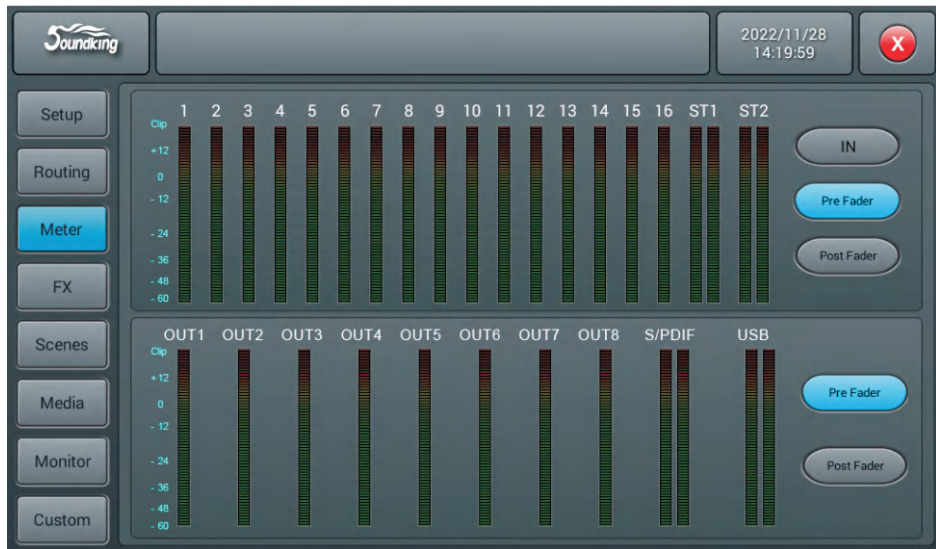 Soundking
2022/11/28
14:19:59
X
Setup
Routing
Meter
FX
Scenes
Media
Monitor
Custom
1 2 3 4 5 6 7 8 9 10 11 12 13 14 15 16 ST1 ST2
Clip
+12
0
- 12
- 24
- 36
- 48
- 60
IN
Pre Fader
Post Fader
OUT1 OUT2 OUT3 OUT4 OUT5 OUT6 OUT7 OUT8 S/PDIF USB
Clip
+12
0
- 12
- 24
- 36
- 48
- 60
Pre Fader
Post Fader